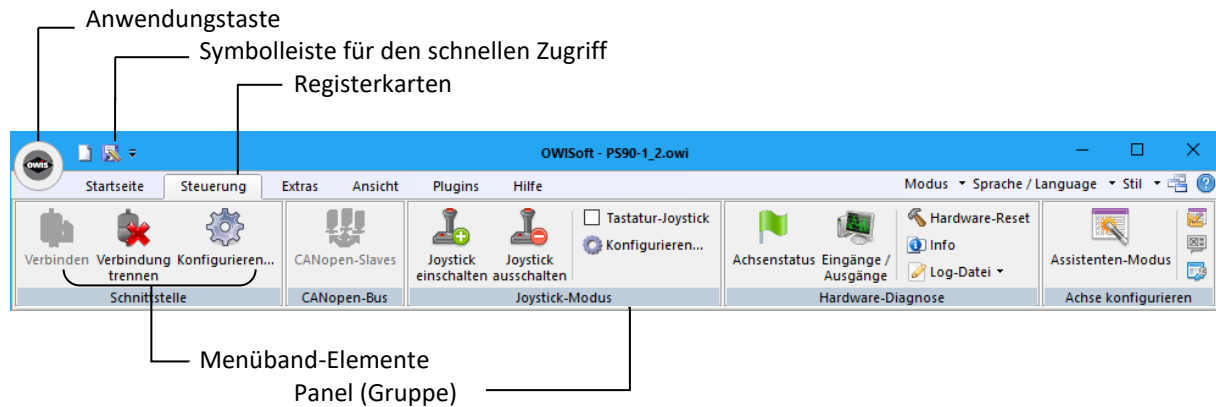 Anwendungstaste
Symbolleiste für den schnellen Zugriff
Registerkarten
OWISoft - PS90-1_2.owi
OWIS
Startseite Steuerung Extras Ansicht Plugins Hilfe Modus Sprache / Language Stil
Tastatur-Joystick Hardware-Reset
Konfigurieren... Info
Verbinden Verbindung trennen Konfigurieren... CANopen-Slaves Joystick einschalten Joystick ausschalten Achsenstatus Eingänge / Ausgänge Log-Datei Assistenten-Modus
Schnittstelle CANopen-Bus Joystick-Modus Hardware-Diagnose Achse konfigurieren
Menüband-Elemente
Panel (Gruppe)